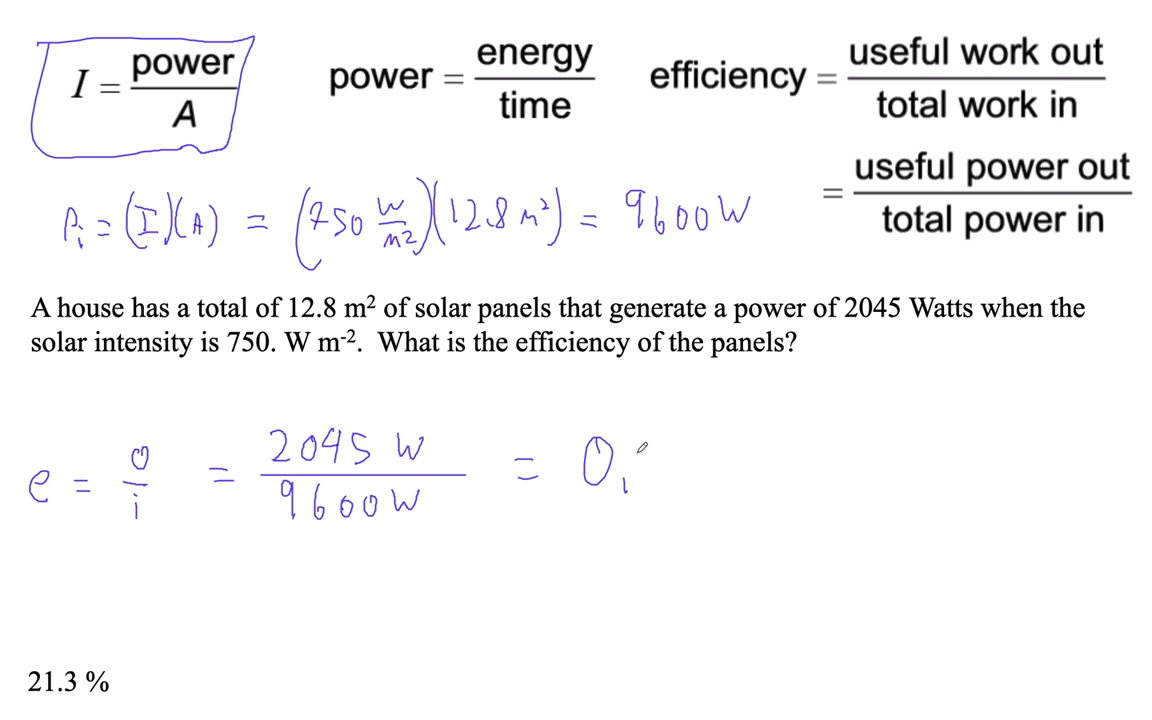 I = power / A    power = energy / time    efficiency = useful work out / total work in
= useful power out / total power in
Pi = (I)(A) = (750 W/m²)(12.8 m²) = 9600 W
A house has a total of 12.8 m² of solar panels that generate a power of 2045 Watts when the
solar intensity is 750. W m⁻². What is the efficiency of the panels?
e = o / i = 2045 W / 9600 W = 0.
21.3 %